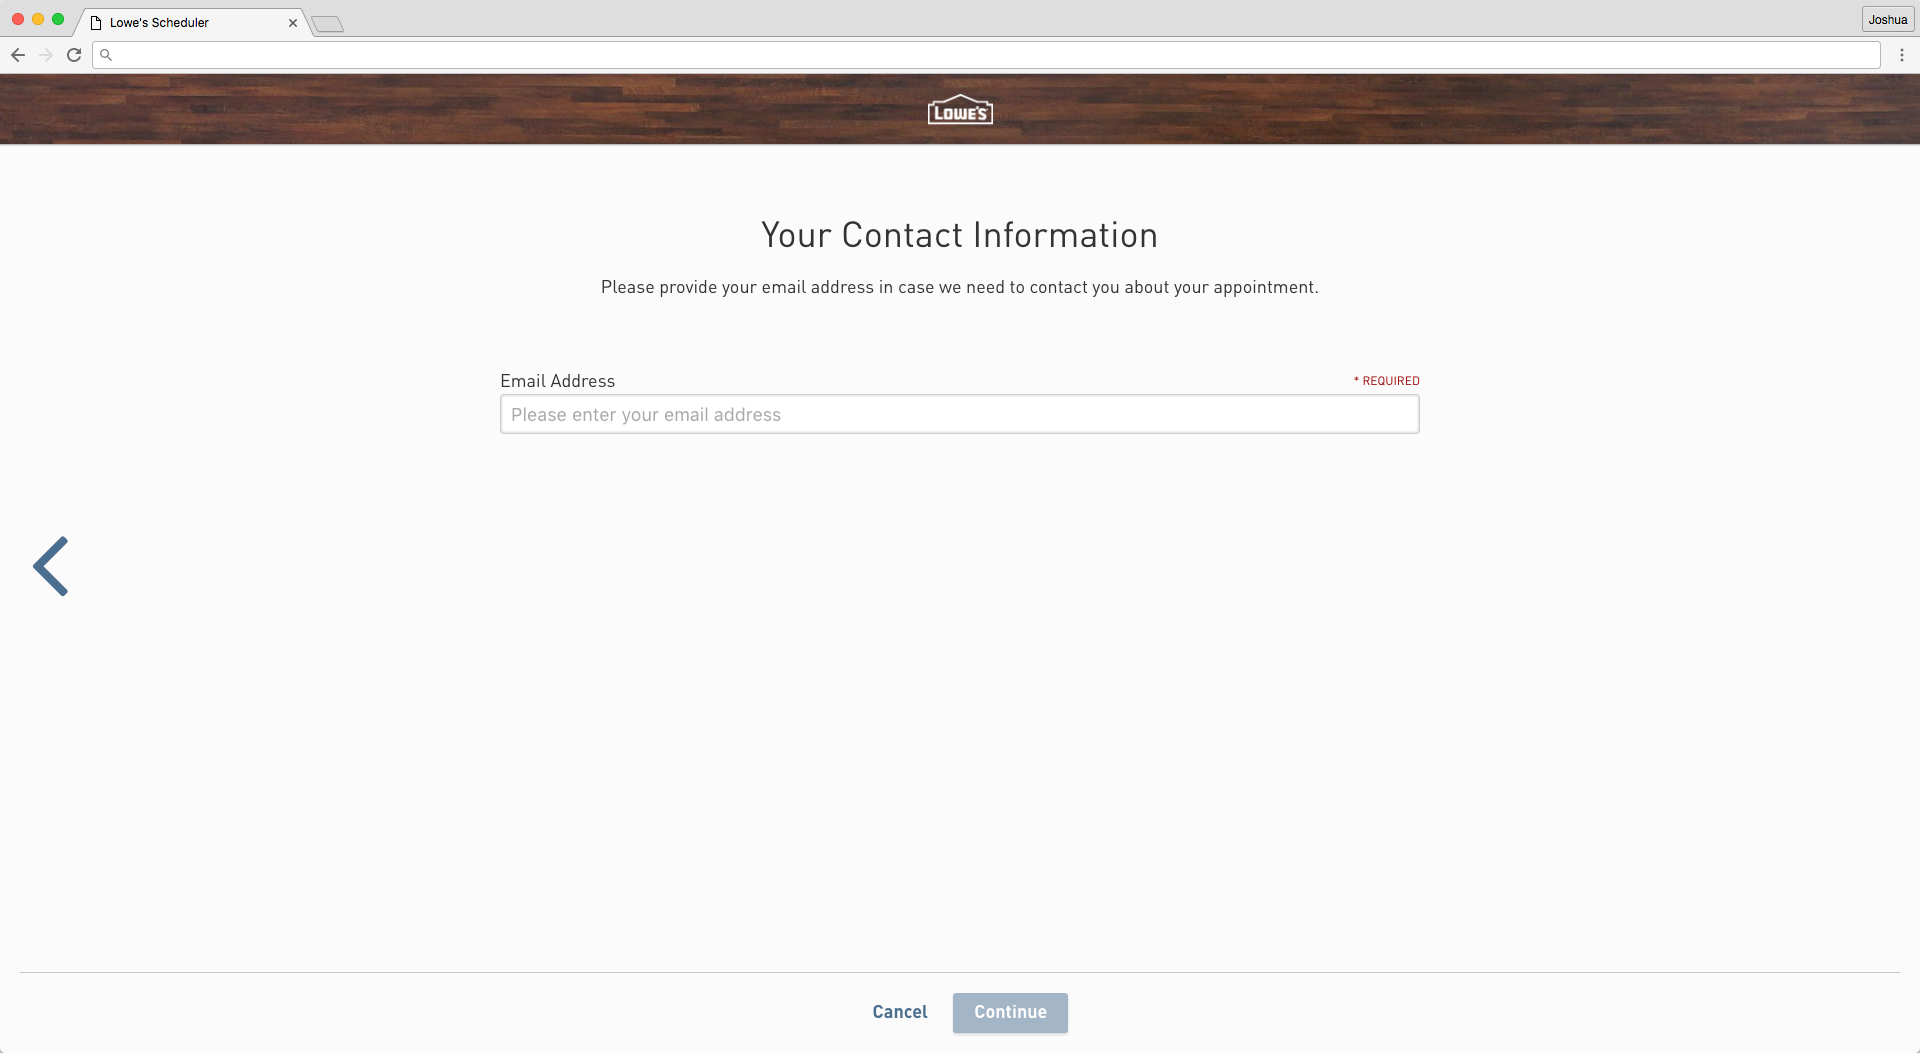 Lowe's Scheduler
Joshua
LOWE'S
Your Contact Information
Please provide your email address in case we need to contact you about your appointment.
Email Address
* REQUIRED
Please enter your email address
Cancel
Continue